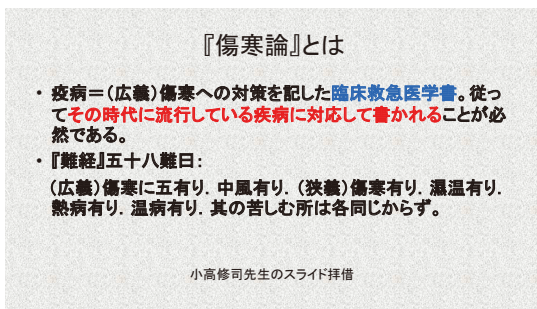 『傷寒論』とは
・疫病＝（広義）傷寒への対策を記した臨床救急医学書。従っ
てその時代に流行している疾病に対応して書かれることが必
然である。
・『難経』五十八難曰：
（広義）傷寒に五有り．中風有り．（狭義）傷寒有り．濕温有り．
熱病有り．温病有り．其の苦しむ所は各同じからず。
小高修司先生のスライド拝借